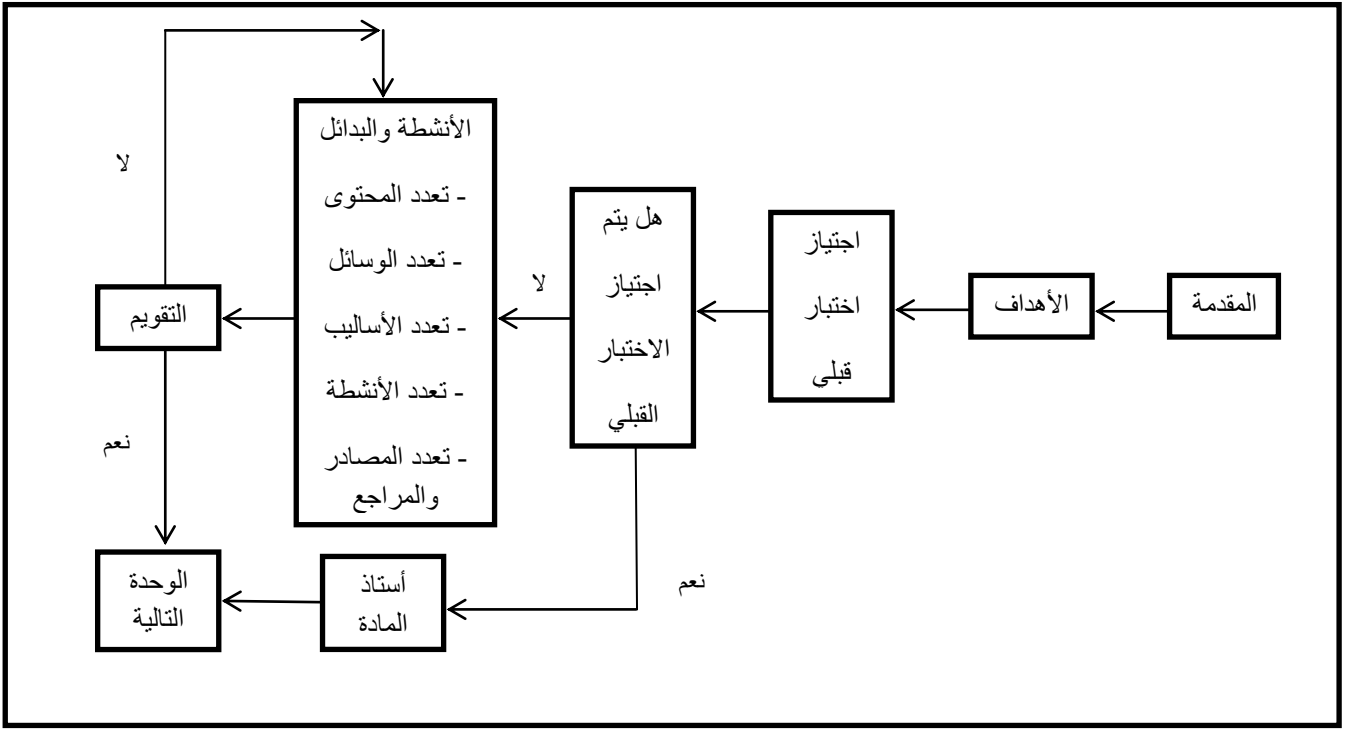 المقدمة
الأهداف
اجتياز
اختبار
قبلي
هل يتم
اجتياز
الاختبار
القبلي
لا
نعم
الأنشطة والبدائل
- تعدد المحتوى
- تعدد الوسائل
- تعدد الأساليب
- تعدد الأنشطة
- تعدد المصادر
والمراجع
التقويم
لا
نعم
أستاذ
المادة
الوحدة
التالية